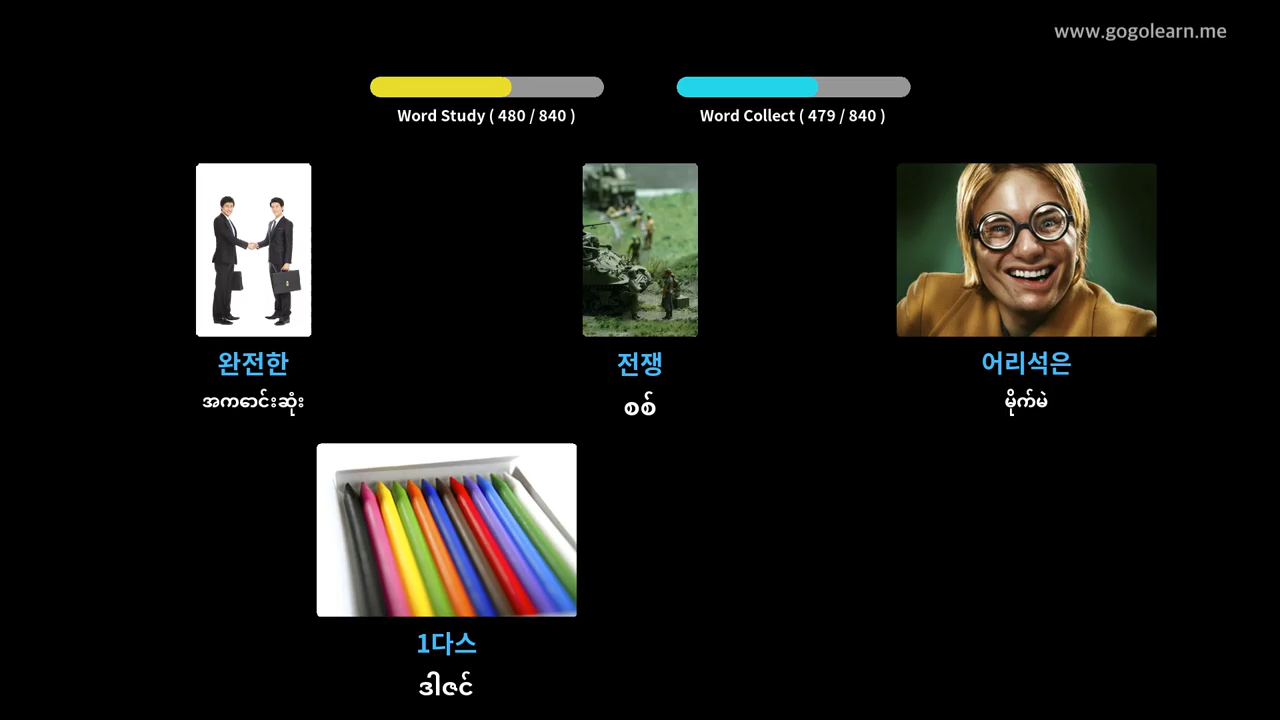 www.gogolearn.me
Word Study ( 480 / 840 )
Word Collect ( 479 / 840 )
완전한
အကောင်းဆုံး
전쟁
စစ်
어리석은
မိုက်မဲ
1다스
ဒါဇင်